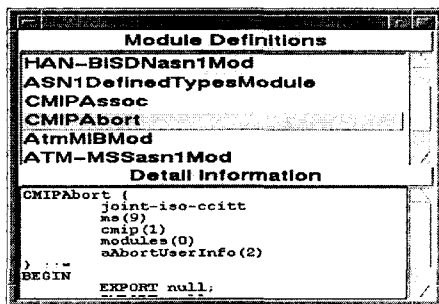 Module Definitions
HAN-BISDNasn1Mod
ASN1DefinedTypesModule
CMIPAssoc
CMIPAbort
AtmMIBMod
ATM-MSSasn1Mod
Detail Information
CMIPAbort {
joint-iso-ccitt
ms(9)
cmip(1)
modules(0)
aAbortUserInfo(2)
} ::=
BEGIN
EXPORT null;